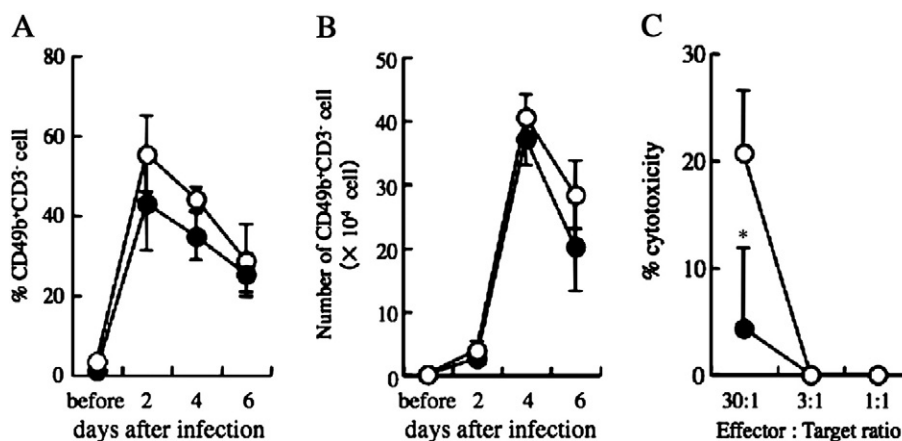 A
% CD49b⁺CD3⁻ cell
80
60
40
20
0
before 2 4 6
days after infection
B
Number of CD49b⁺CD3⁻ cell
(× 10⁴ cell)
50
40
30
20
10
00
before 2 4 6
days after infection
C
% cytotoxicity
30
20
10
0
*
30:1 3:1 1:1
Effector : Target ratio